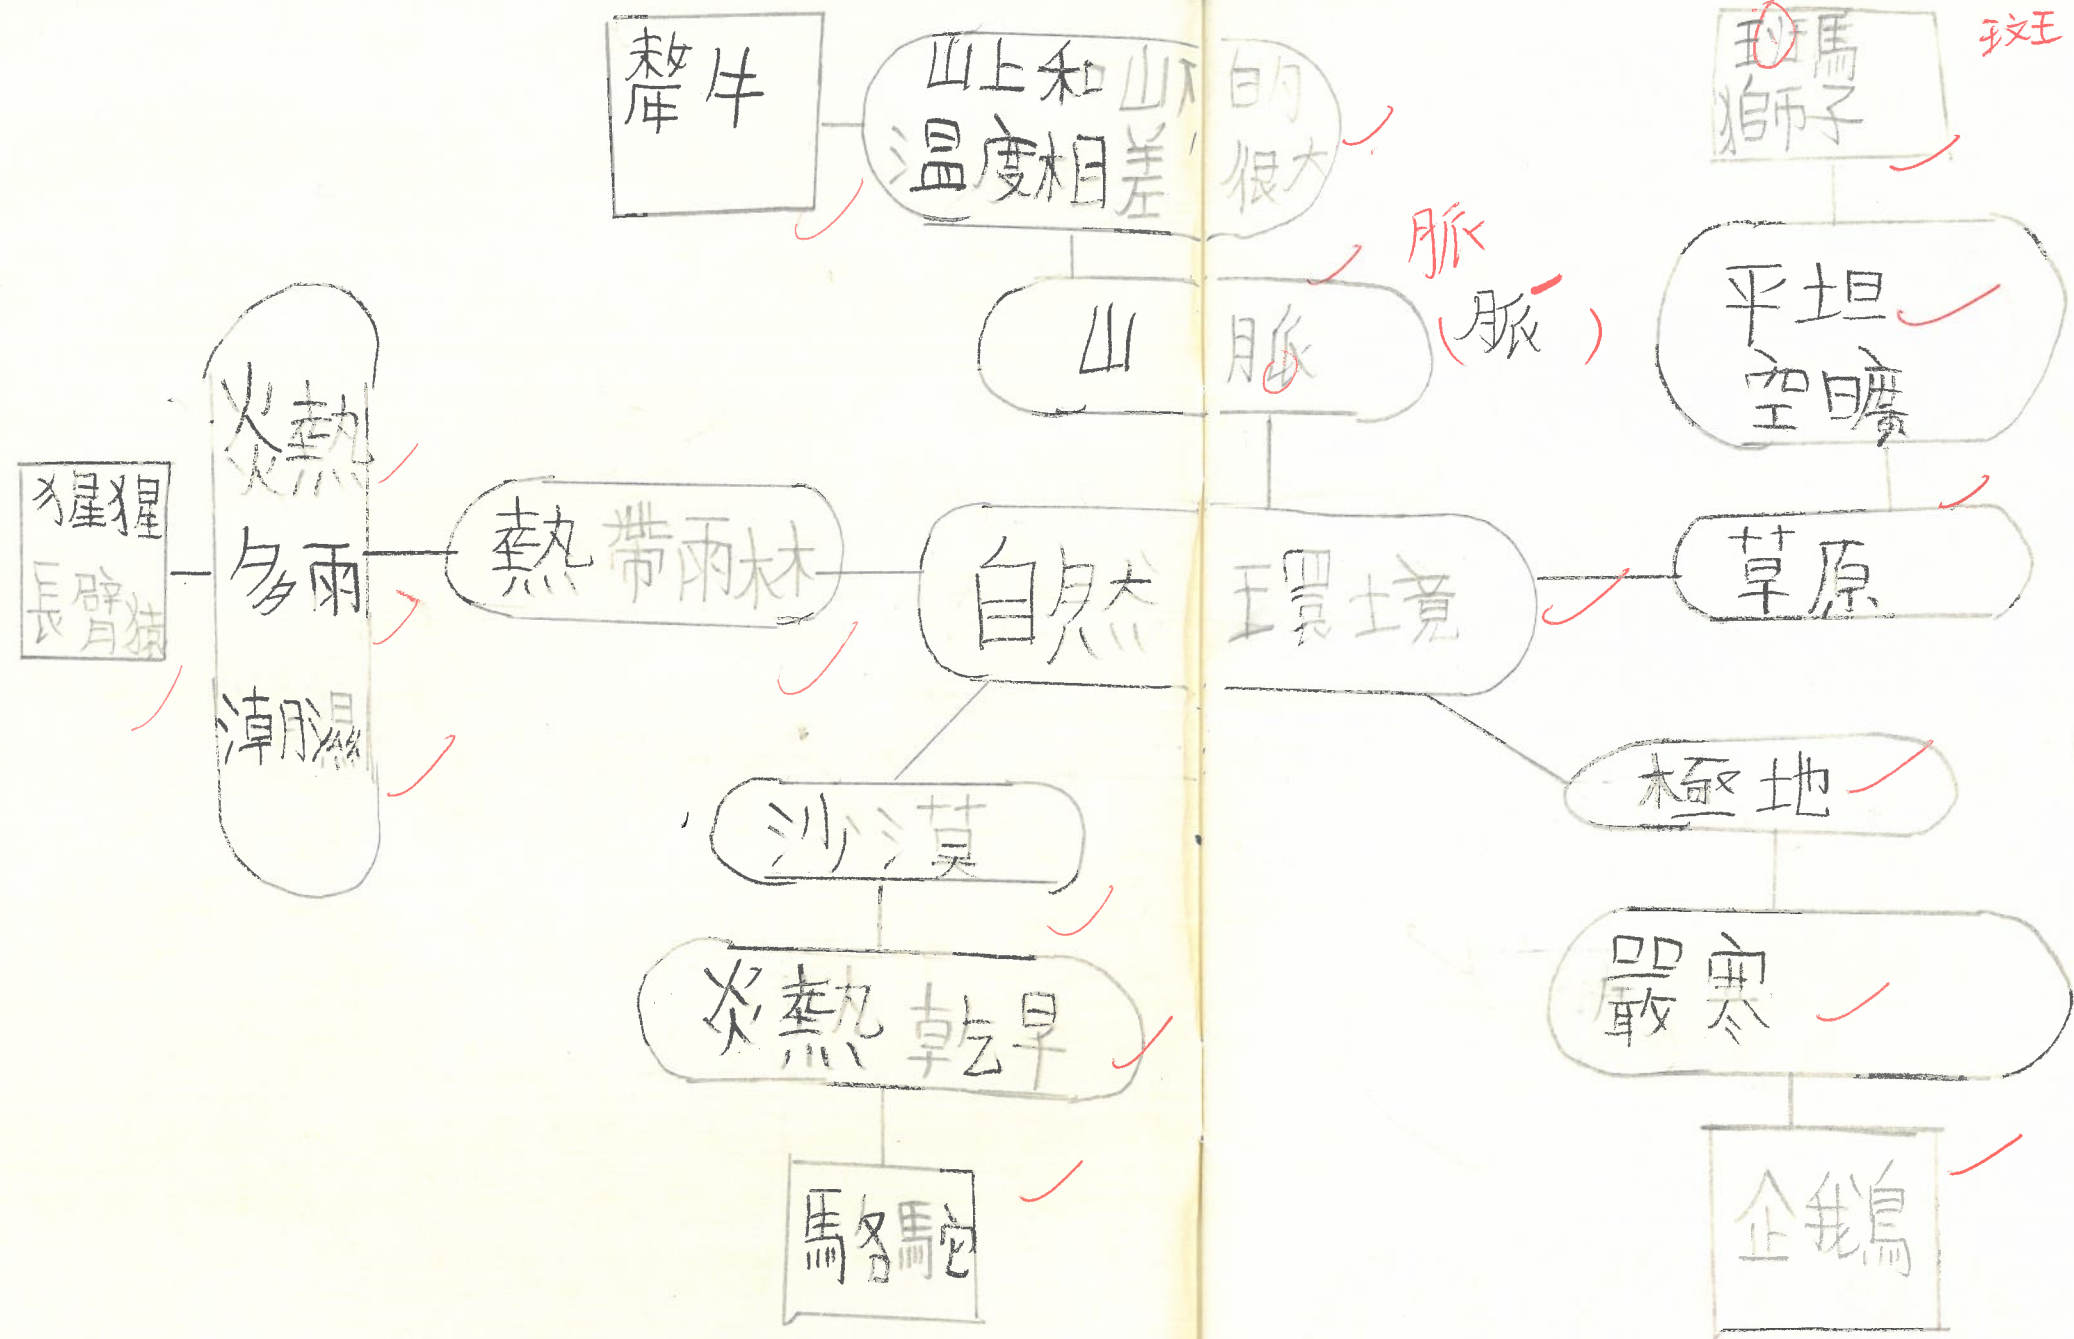 犛牛
山上和山下的
温度相差很大
山脈
脈
(脈)
斑馬
獅子
斑
平坦
空曠
草原
自然環境
熱帶雨林
炎熱
多雨
潮濕
猩猩
長臂猿
沙漠
炎熱乾旱
駱駝
極地
嚴寒
企鵝